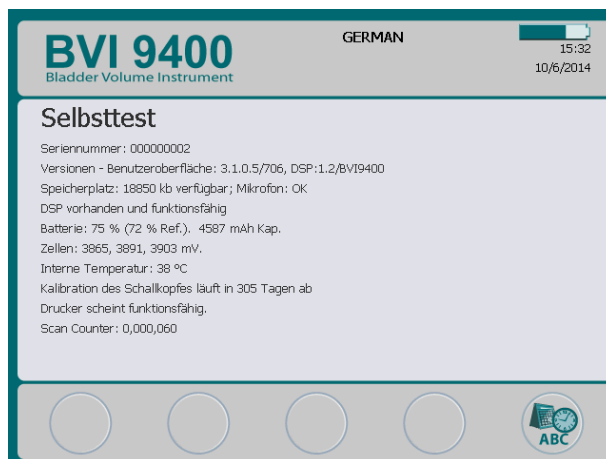 BVI 9400
Bladder Volume Instrument
GERMAN
15:32
10/6/2014
Selbsttest
Seriennummer: 000000002
Versionen - Benutzeroberfläche: 3.1.0.5/706, DSP:1.2/BVI9400
Speicherplatz: 18850 kb verfügbar; Mikrofon: OK
DSP vorhanden und funktionsfähig
Batterie: 75 % (72 % Ref.).  4587 mAh Kap.
Zellen: 3865, 3891, 3903 mV.
Interne Temperatur: 38 ºC
Kalibration des Schallkopfes läuft in 305 Tagen ab
Drucker scheint funktionsfähig.
Scan Counter: 0,000,060
ABC